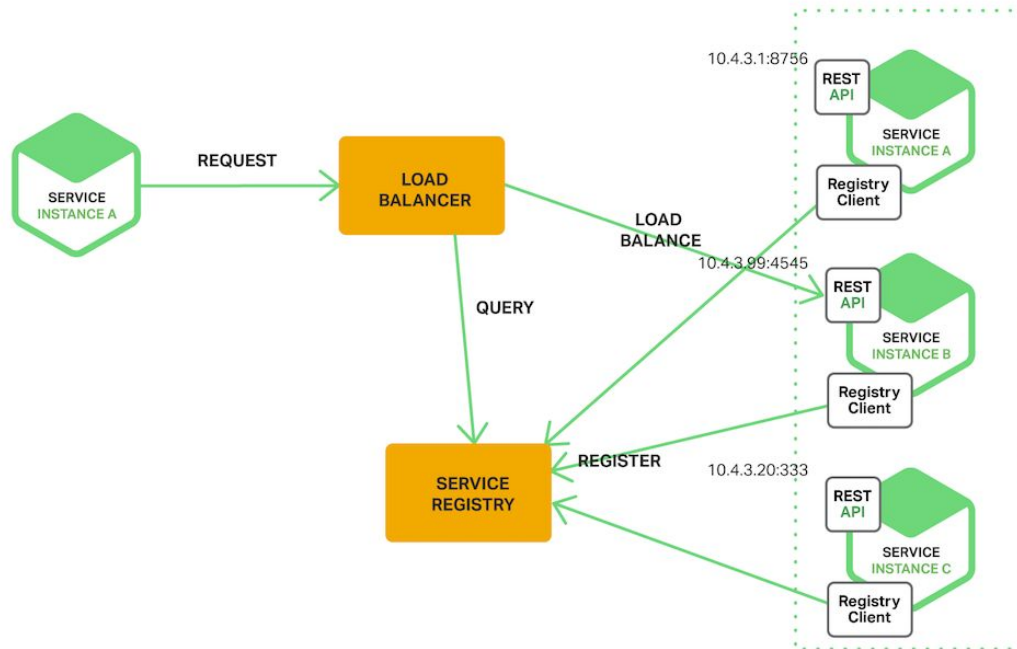 SERVICE
INSTANCE A
REQUEST
LOAD
BALANCER
LOAD
BALANCE
QUERY
SERVICE
REGISTRY
REGISTER
10.4.3.1:8756
REST
API
SERVICE
INSTANCE A
Registry
Client
10.4.3.99:4545
REST
API
SERVICE
INSTANCE B
Registry
Client
10.4.3.20:333
REST
API
SERVICE
INSTANCE C
Registry
Client